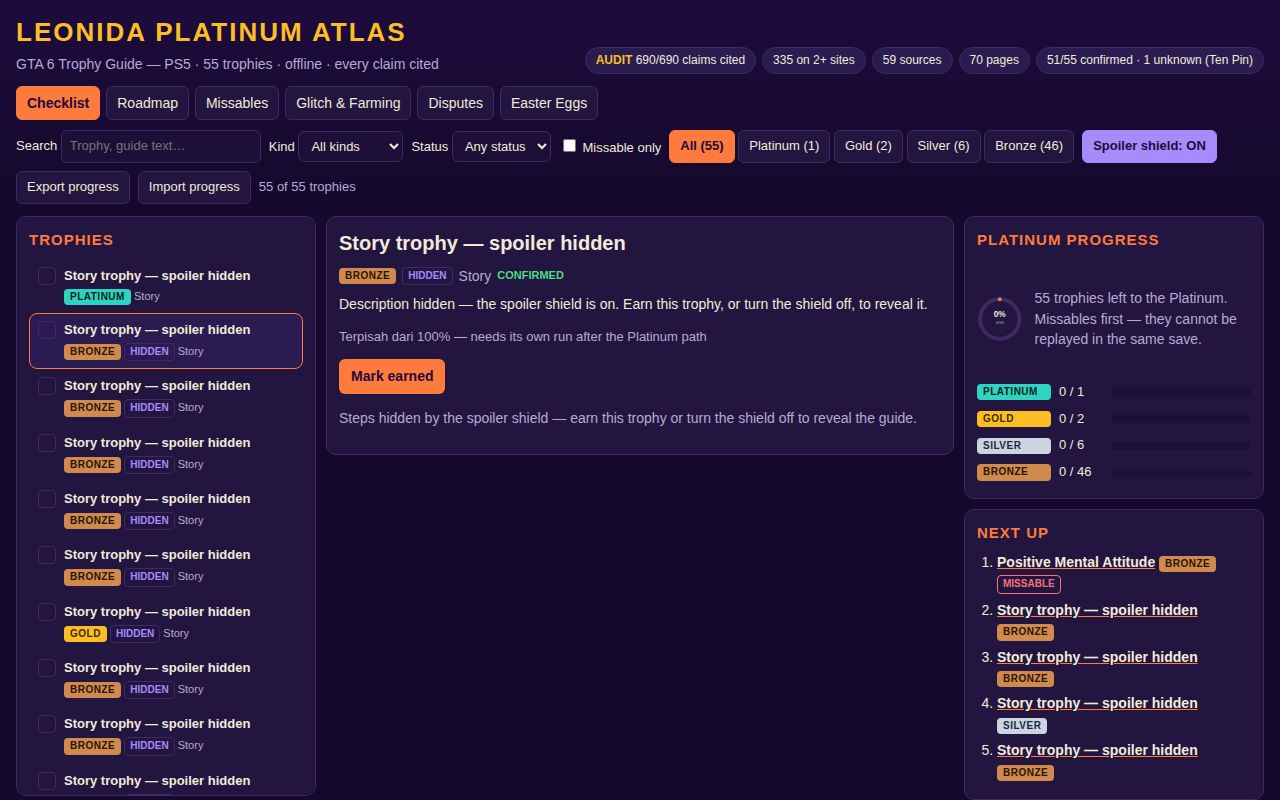 LEONIDA PLATINUM ATLAS
GTA 6 Trophy Guide — PS5 · 55 trophies · offline · every claim cited
AUDIT 690/690 claims cited
335 on 2+ sites
59 sources
70 pages
51/55 confirmed · 1 unknown (Ten Pin)
Checklist
Roadmap
Missables
Glitch & Farming
Disputes
Easter Eggs
Search Trophy, guide text…
Kind All kinds
Status Any status
Missable only
All (55)
Platinum (1)
Gold (2)
Silver (6)
Bronze (46)
Spoiler shield: ON
Export progress
Import progress
55 of 55 trophies
TROPHIES
Story trophy — spoiler hidden
PLATINUM Story
Story trophy — spoiler hidden
BRONZE HIDDEN Story
Story trophy — spoiler hidden
BRONZE HIDDEN Story
Story trophy — spoiler hidden
BRONZE HIDDEN Story
Story trophy — spoiler hidden
BRONZE HIDDEN Story
Story trophy — spoiler hidden
BRONZE HIDDEN Story
Story trophy — spoiler hidden
GOLD HIDDEN Story
Story trophy — spoiler hidden
BRONZE HIDDEN Story
Story trophy — spoiler hidden
BRONZE HIDDEN Story
Story trophy — spoiler hidden
Story trophy — spoiler hidden
BRONZE HIDDEN Story CONFIRMED
Description hidden — the spoiler shield is on. Earn this trophy, or turn the shield off, to reveal it.
Terpisah dari 100% — needs its own run after the Platinum path
Mark earned
Steps hidden by the spoiler shield — earn this trophy or turn the shield off to reveal the guide.
PLATINUM PROGRESS
0%
55 trophies left to the Platinum.
Missables first — they cannot be
replayed in the same save.
PLATINUM 0 / 1
GOLD 0 / 2
SILVER 0 / 6
BRONZE 0 / 46
NEXT UP
1. Positive Mental Attitude BRONZE
MISSABLE
2. Story trophy — spoiler hidden
BRONZE
3. Story trophy — spoiler hidden
BRONZE
4. Story trophy — spoiler hidden
SILVER
5. Story trophy — spoiler hidden
BRONZE